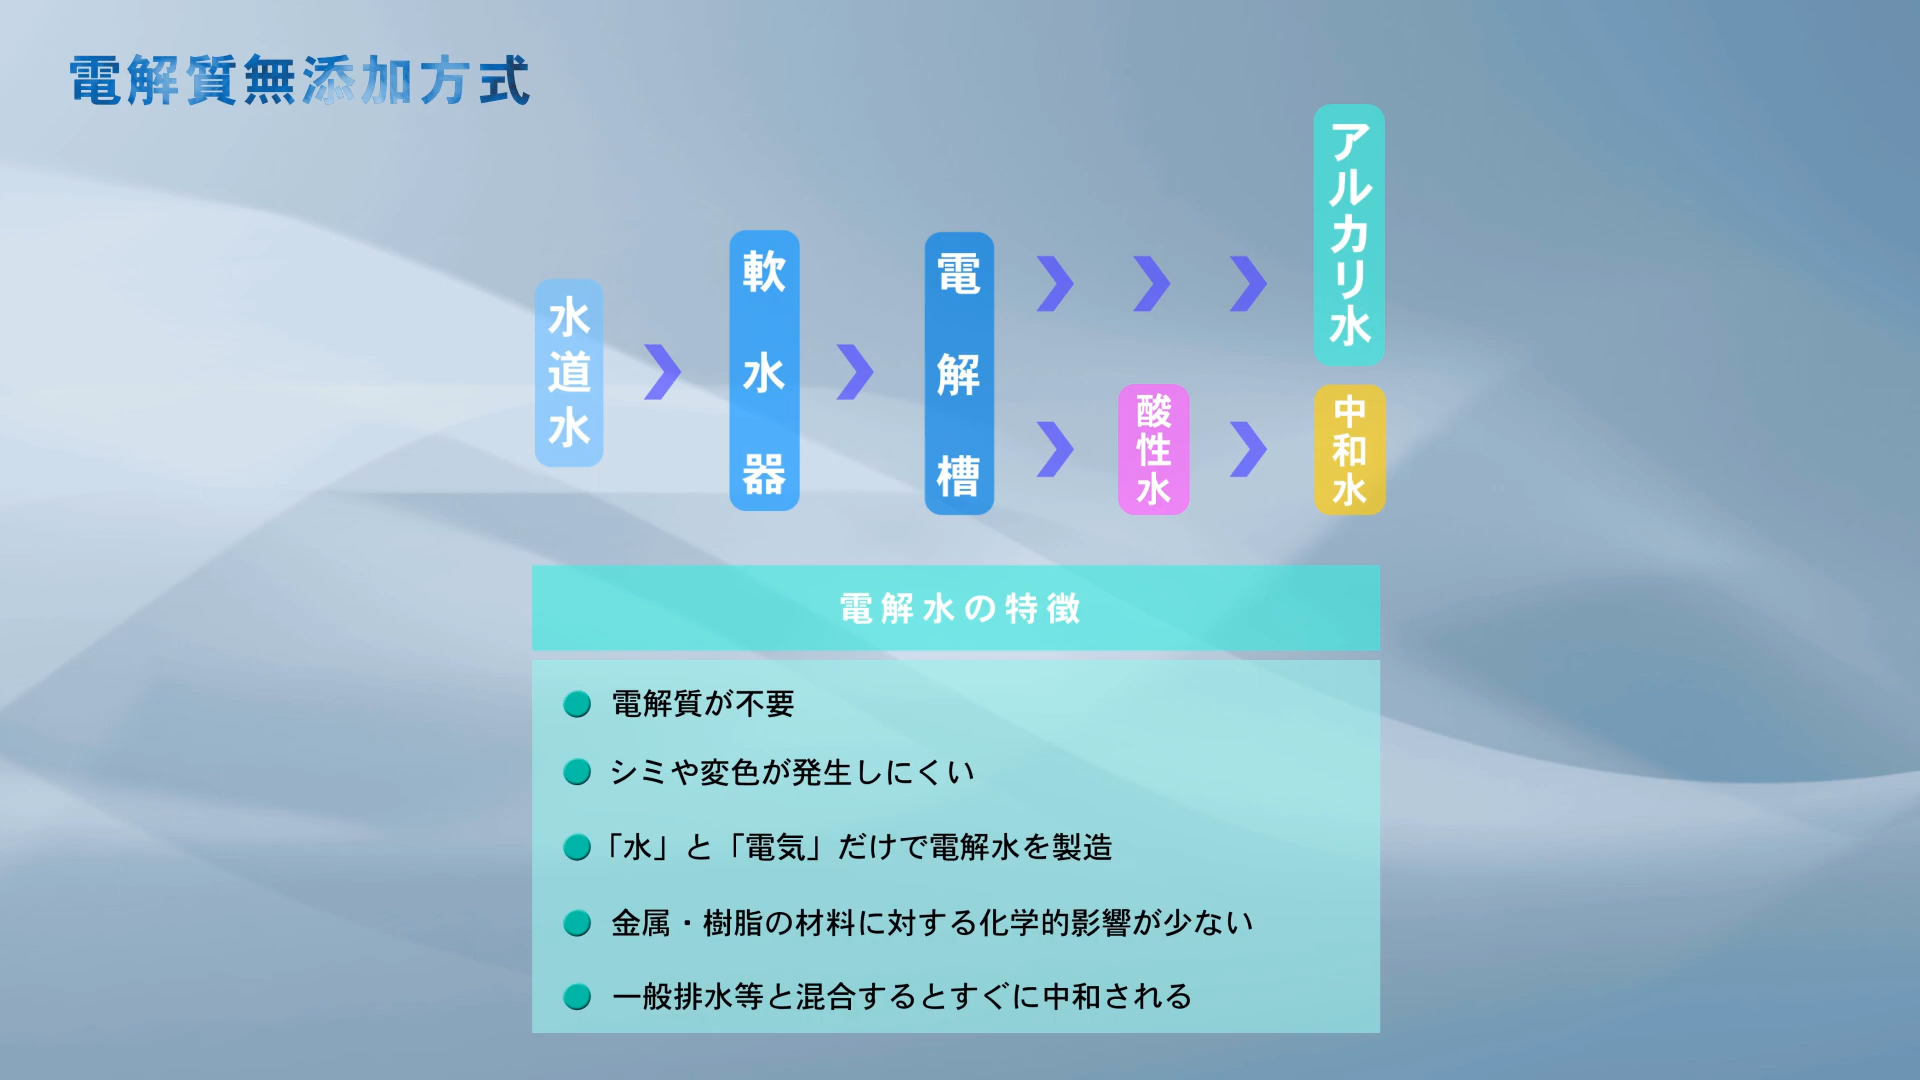 電解質無添加方式
水道水
軟水器
電解槽
アルカリ水
酸性水
中和水
電解水の特徴
電解質が不要
シミや変色が発生しにくい
「水」と「電気」だけで電解水を製造
金属・樹脂の材料に対する化学的影響が少ない
一般排水等と混合するとすぐに中和される